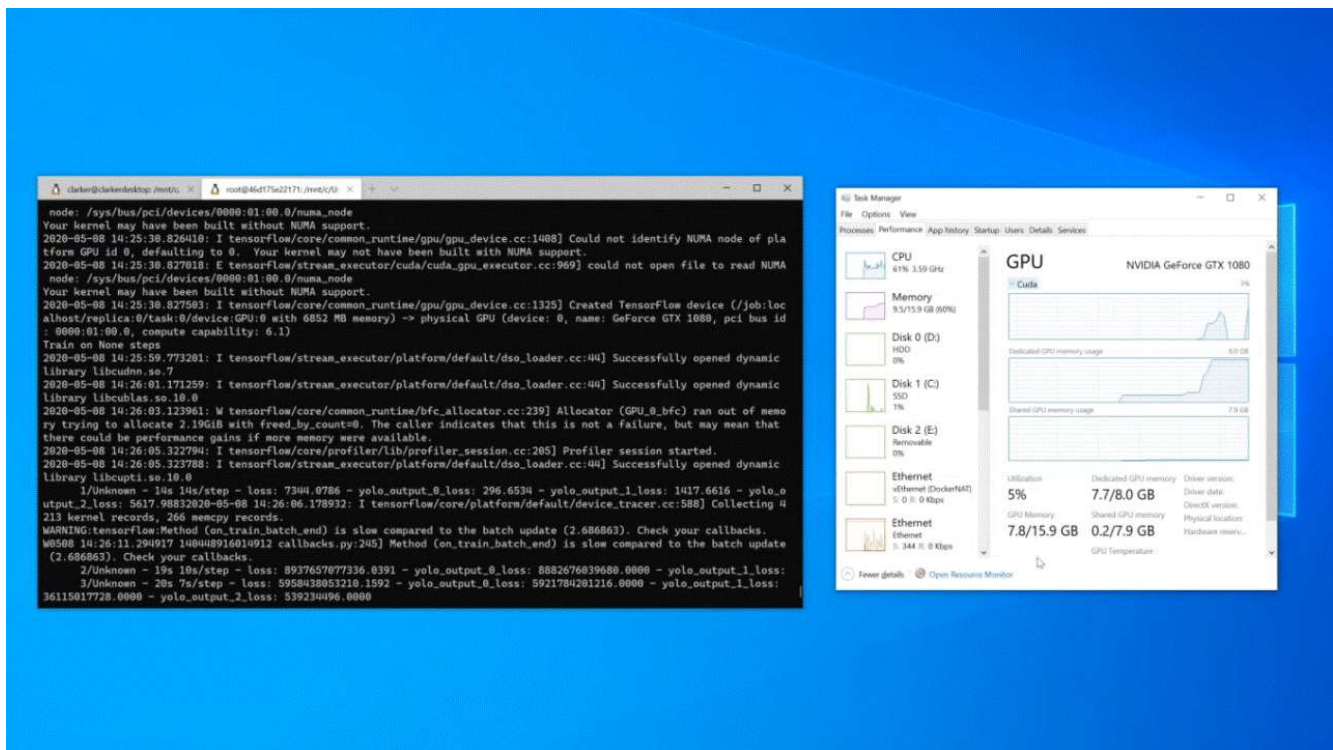 clarker@clarkerdesktop: /mnt/c
root@46d175e22171: /mnt/c/U
node: /sys/bus/pci/devices/0000:01:00.0/numa_node
Your kernel may have been built without NUMA support.
2020-05-08 14:25:30.826410: I tensorflow/core/common_runtime/gpu/gpu_device.cc:1408] Could not identify NUMA node of pla
tform GPU id 0, defaulting to 0.  Your kernel may not have been built with NUMA support.
2020-05-08 14:25:30.827018: E tensorflow/stream_executor/cuda/cuda_gpu_executor.cc:969] could not open file to read NUMA
node: /sys/bus/pci/devices/0000:01:00.0/numa_node
Your kernel may have been built without NUMA support.
2020-05-08 14:25:30.827503: I tensorflow/core/common_runtime/gpu/gpu_device.cc:1325] Created TensorFlow device (/job:loc
alhost/replica:0/task:0/device:GPU:0 with 6852 MB memory) -> physical GPU (device: 0, name: GeForce GTX 1080, pci bus id
: 0000:01:00.0, compute capability: 6.1)
Train on None steps
2020-05-08 14:25:59.773201: I tensorflow/stream_executor/platform/default/dso_loader.cc:44] Successfully opened dynamic
library libcudnn.so.7
2020-05-08 14:26:01.171259: I tensorflow/stream_executor/platform/default/dso_loader.cc:44] Successfully opened dynamic
library libcublas.so.10.0
2020-05-08 14:26:03.123961: W tensorflow/core/common_runtime/bfc_allocator.cc:239] Allocator (GPU_0_bfc) ran out of memo
ry trying to allocate 2.19GiB with freed_by_count=0. The caller indicates that this is not a failure, but may mean that
there could be performance gains if more memory were available.
2020-05-08 14:26:05.322794: I tensorflow/core/profiler/lib/profiler_session.cc:205] Profiler session started.
2020-05-08 14:26:05.323788: I tensorflow/stream_executor/platform/default/dso_loader.cc:44] Successfully opened dynamic
library libcupti.so.10.0
1/Unknown - 14s 14s/step - loss: 7344.0786 - yolo_output_0_loss: 296.6534 - yolo_output_1_loss: 1417.6616 - yolo_o
utput_2_loss: 5617.98832020-05-08 14:26:06.178932: I tensorflow/core/platform/default/device_tracer.cc:588] Collecting 4
213 kernel records, 266 memcpy records.
WARNING:tensorflow:Method (on_train_batch_end) is slow compared to the batch update (2.686863). Check your callbacks.
W0508 14:26:11.294917 140448916014912 callbacks.py:245] Method (on_train_batch_end) is slow compared to the batch update
(2.686863). Check your callbacks.
2/Unknown - 19s 10s/step - loss: 8937657077336.0391 - yolo_output_0_loss: 8882676039680.0000 - yolo_output_1_loss:
3/Unknown - 20s 7s/step - loss: 5958438053210.1592 - yolo_output_0_loss: 5921784201216.0000 - yolo_output_1_loss:
36115017728.0000 - yolo_output_2_loss: 539234496.0000
Task Manager
File Options View
Processes Performance App history Startup Users Details Services
CPU
61% 3.59 GHz
Memory
9.5/15.9 GB (60%)
Disk 0 (D:)
HDD
0%
Disk 1 (C:)
SSD
1%
Disk 2 (E:)
Removable
0%
Ethernet
vEthernet (DockerNAT)
S: 0 R: 0 Kbps
Ethernet
Ethernet
S: 344 R: 0 Kbps
GPU NVIDIA GeForce GTX 1080
Cuda
Dedicated GPU memory usage 8.0 GB
Shared GPU memory usage 7.9 GB
Utilization Dedicated GPU memory Driver version:
5% 7.7/8.0 GB Driver date:
DirectX version:
GPU Memory Shared GPU memory Physical location:
7.8/15.9 GB 0.2/7.9 GB Hardware reserv...
GPU Temperature
Fewer details Open Resource Monitor